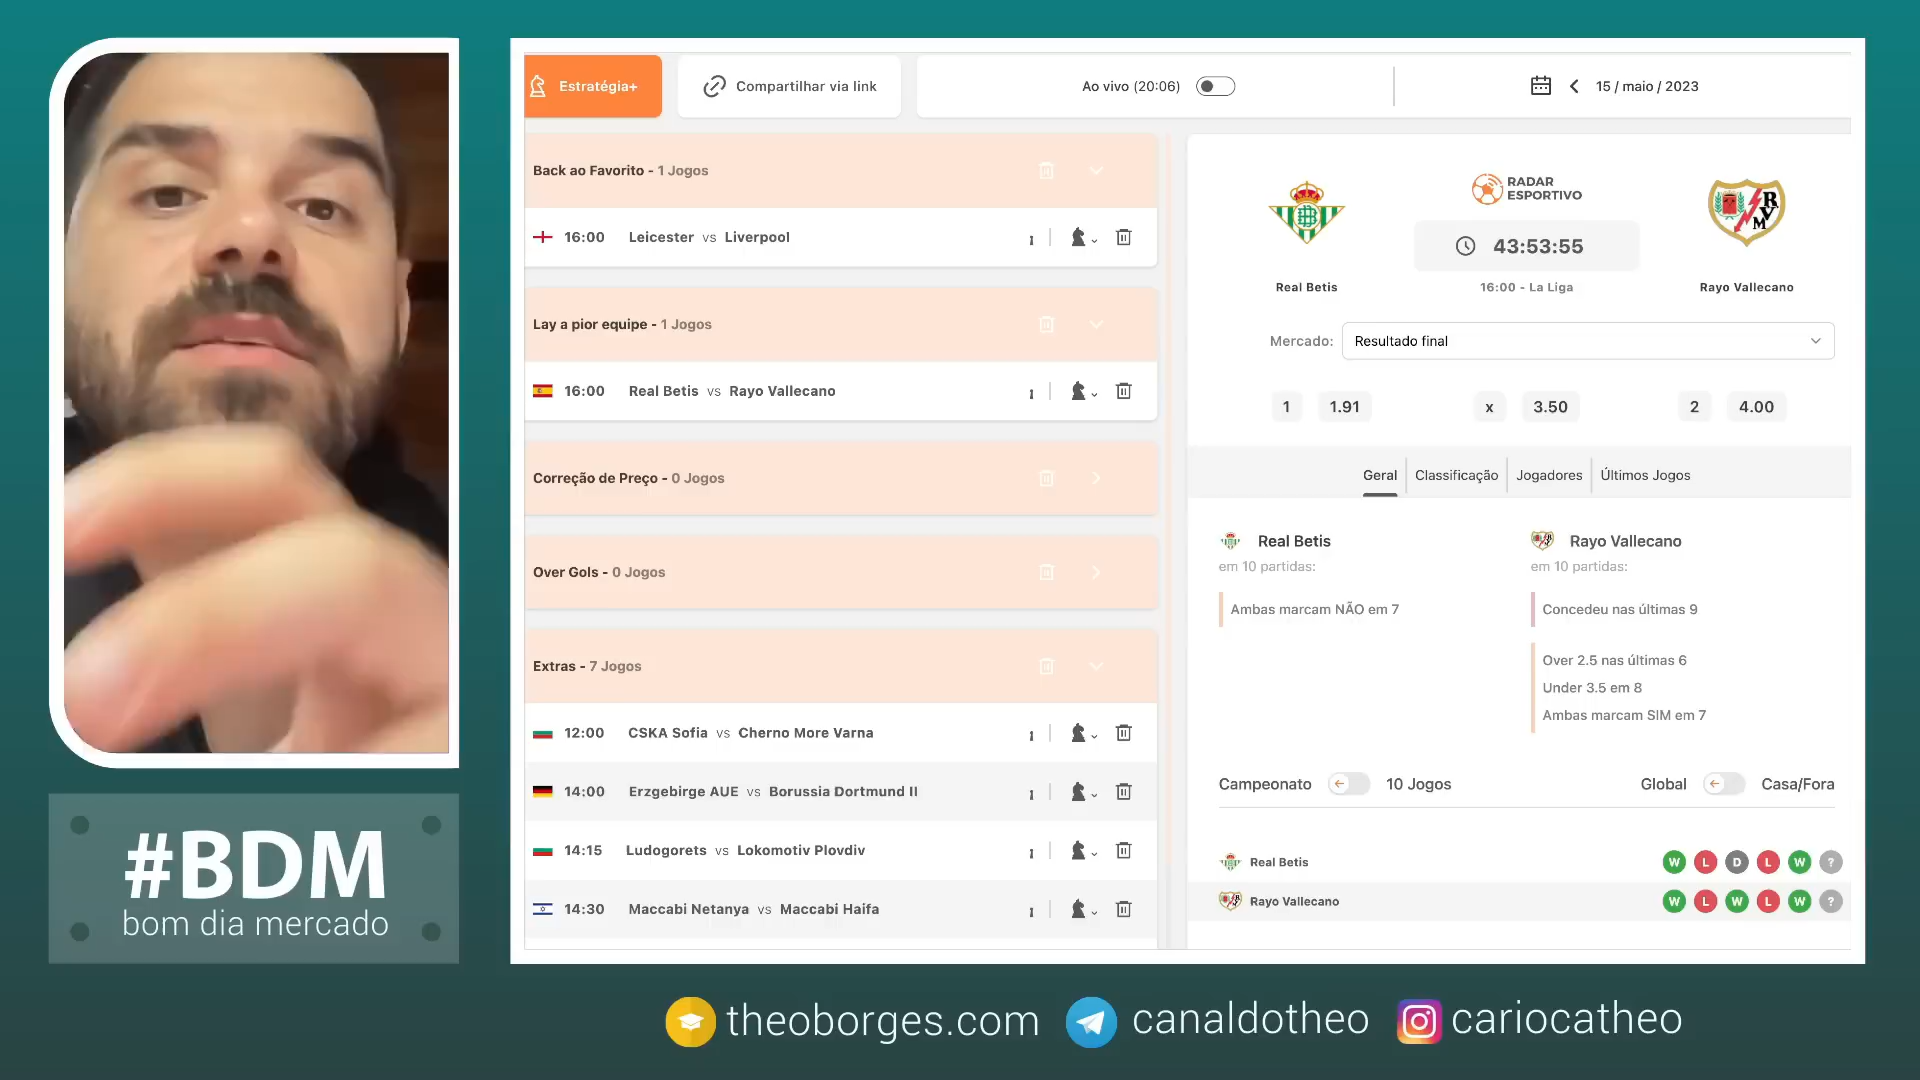 Estratégia+
Compartilhar via link
Ao vivo (20:06)
15 / maio / 2023
Back ao Favorito - 1 Jogos
16:00 Leicester vs Liverpool
Lay a pior equipe - 1 Jogos
16:00 Real Betis vs Rayo Vallecano
Correção de Preço - 0 Jogos
Over Gols - 0 Jogos
Extras - 7 Jogos
12:00 CSKA Sofia vs Cherno More Varna
14:00 Erzgebirge AUE vs Borussia Dortmund II
14:15 Ludogorets vs Lokomotiv Plovdiv
14:30 Maccabi Netanya vs Maccabi Haifa
RADAR
ESPORTIVO
43:53:55
Real Betis
16:00 - La Liga
Rayo Vallecano
Mercado: Resultado final
1 1.91 x 3.50 2 4.00
Geral Classificação Jogadores Últimos Jogos
Real Betis
em 10 partidas:
Ambas marcam NÃO em 7
Rayo Vallecano
em 10 partidas:
Concedeu nas últimas 9
Over 2.5 nas últimas 6
Under 3.5 em 8
Ambas marcam SIM em 7
Campeonato 10 Jogos
Global Casa/Fora
Real Betis W L D L W ?
Rayo Vallecano W L W L W ?
#BDM
bom dia mercado
theoborges.com
canaldotheo
cariocatheo